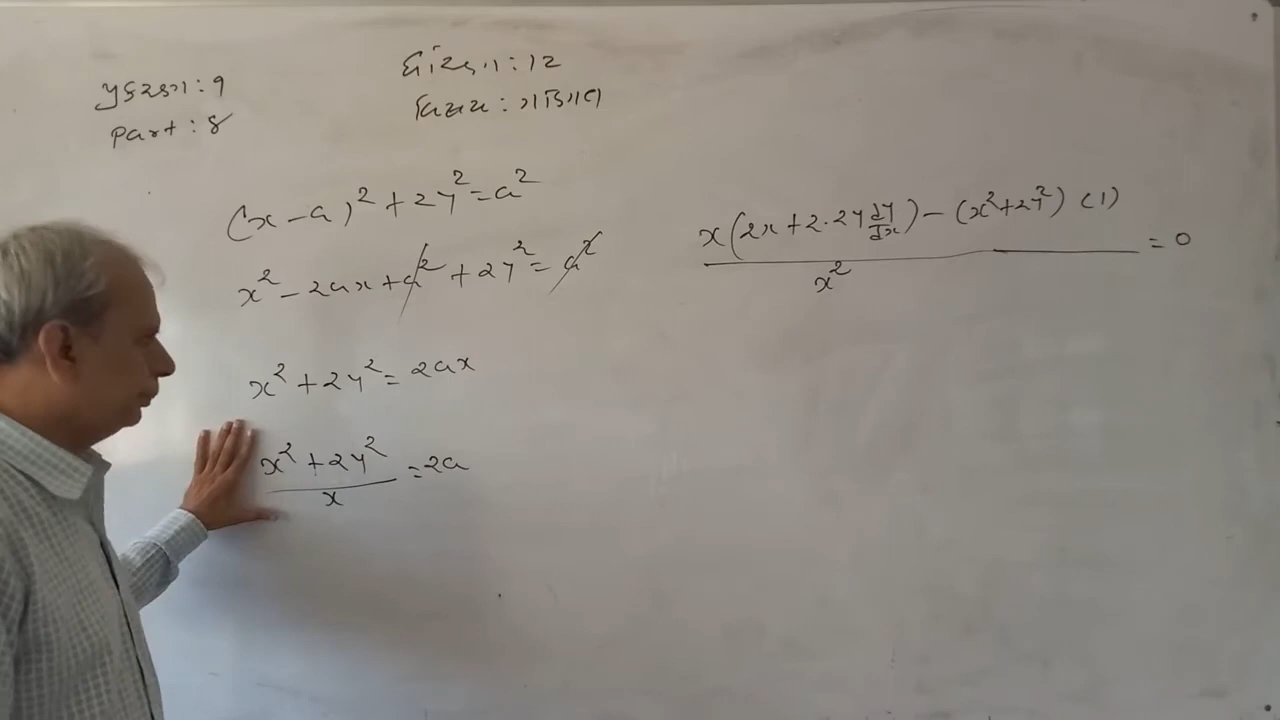 પ્રકરણ : 9
Part : 8
ધોરણ : 12
વિષય : ગણિત
(x - a)² + 2y² = a²
x² - 2ax + a² + 2y² = a²
x² + 2y² = 2ax
(x² + 2y²)/x = 2a
(x(2x + 2·2y dy/dx) - (x² + 2y²)(1))/x² = 0